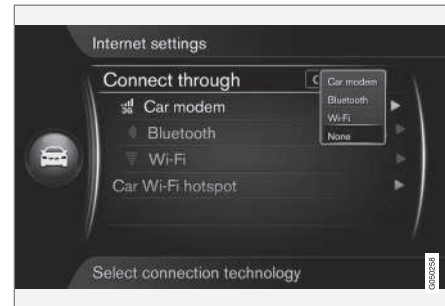 Internet settings
Connect through
C
Car modem
Bluetooth
Wi-Fi
None
3G
Car modem
Bluetooth
Wi-Fi
Car Wi-Fi hotspot
Select connection technology
G050258